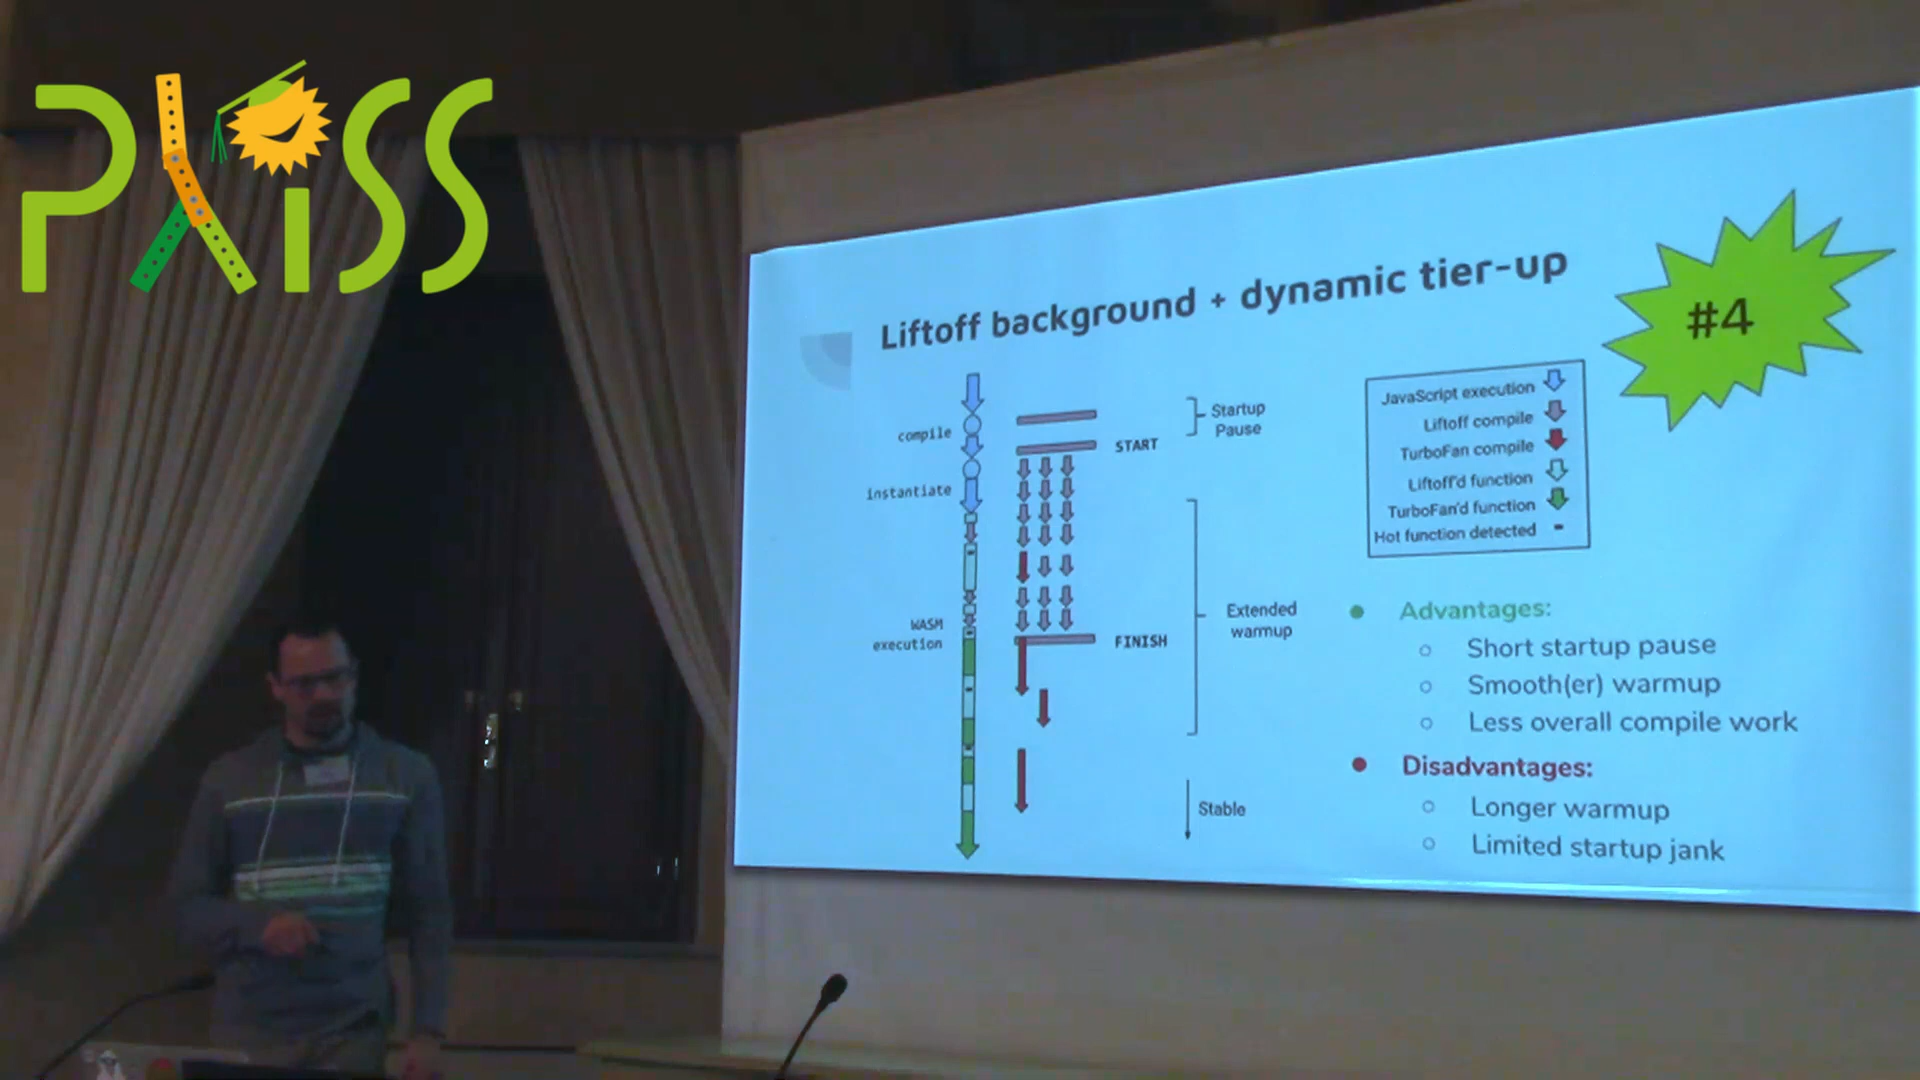 PLISS
Liftoff background + dynamic tier-up
#4
compile
instantiate
WASM
execution
START
FINISH
Startup
Pause
Extended
warmup
Stable
JavaScript execution
Liftoff compile
TurboFan compile
Liftoff'd function
TurboFan'd function
Hot function detected
Advantages:
Short startup pause
Smooth(er) warmup
Less overall compile work
Disadvantages:
Longer warmup
Limited startup jank